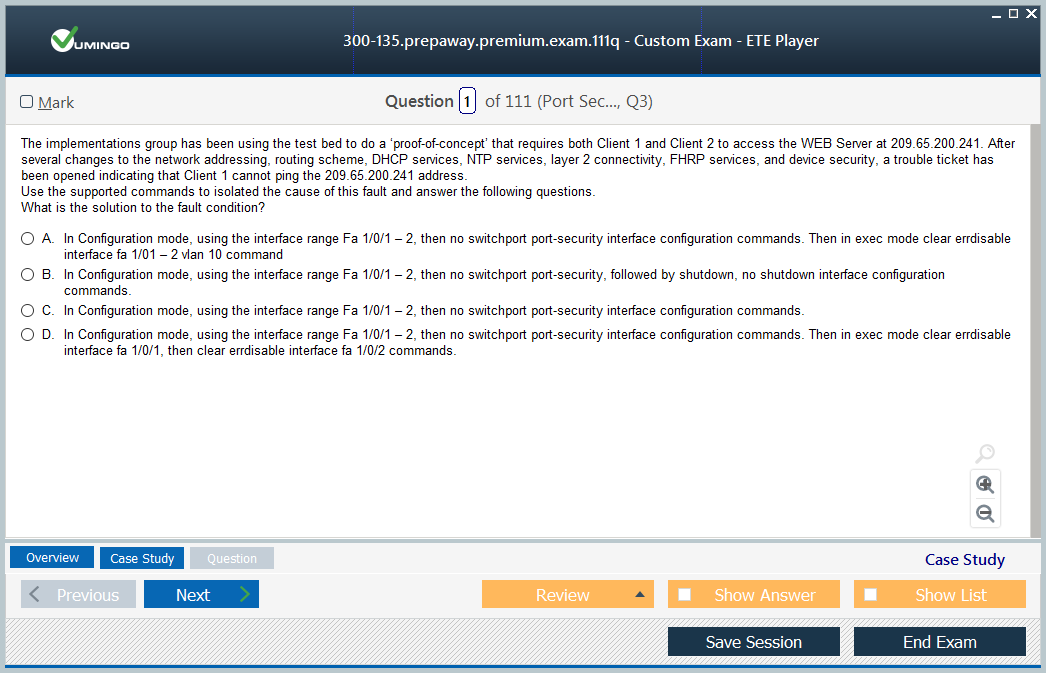 VUMINGO
300-135.prepaway.premium.exam.111q - Custom Exam - ETE Player
Mark
Question 1 of 111 (Port Sec..., Q3)
The implementations group has been using the test bed to do a ‘proof-of-concept’ that requires both Client 1 and Client 2 to access the WEB Server at 209.65.200.241. After
several changes to the network addressing, routing scheme, DHCP services, NTP services, layer 2 connectivity, FHRP services, and device security, a trouble ticket has
been opened indicating that Client 1 cannot ping the 209.65.200.241 address.
Use the supported commands to isolated the cause of this fault and answer the following questions.
What is the solution to the fault condition?
A. In Configuration mode, using the interface range Fa 1/0/1 – 2, then no switchport port-security interface configuration commands. Then in exec mode clear errdisable
interface fa 1/01 – 2 vlan 10 command
B. In Configuration mode, using the interface range Fa 1/0/1 – 2, then no switchport port-security, followed by shutdown, no shutdown interface configuration
commands.
C. In Configuration mode, using the interface range Fa 1/0/1 – 2, then no switchport port-security interface configuration commands.
D. In Configuration mode, using the interface range Fa 1/0/1 – 2, then no switchport port-security interface configuration commands. Then in exec mode clear errdisable
interface fa 1/0/1, then clear errdisable interface fa 1/0/2 commands.
Overview Case Study Question Case Study
Previous Next Review Show Answer Show List
Save Session End Exam